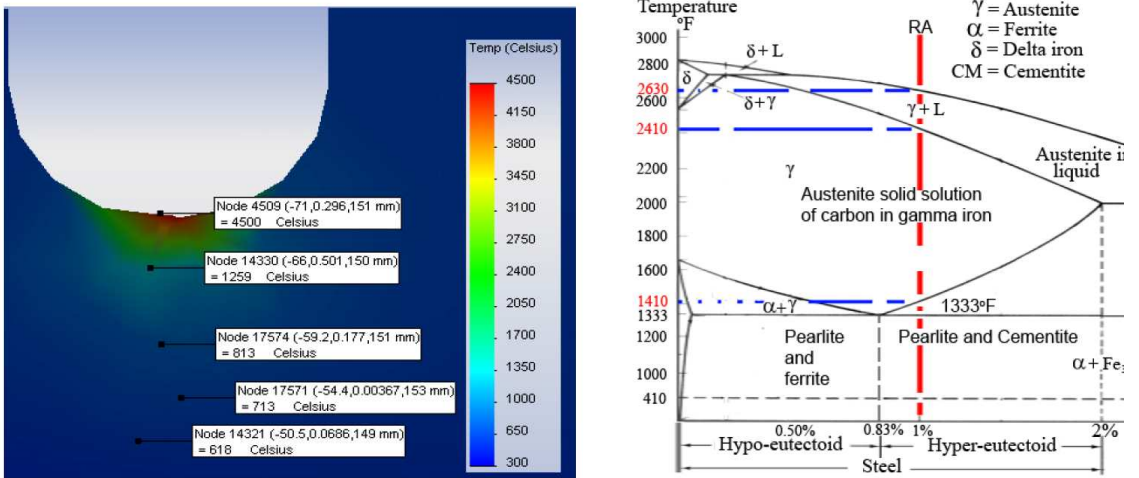 Temp (Celsius)
4500
4150
3800
3450
3100
2750
2400
2050
1700
1350
1000
650
300
Node 4509 (-71,0.296,151 mm)
= 4500 Celsius
Node 14330 (-66,0.501,150 mm)
= 1259 Celsius
Node 17574 (-59.2,0.177,151 mm)
= 813 Celsius
Node 17571 (-54.4,0.00367,153 mm)
= 713 Celsius
Node 14321 (-50.5,0.0686,149 mm)
= 618 Celsius
Temperature
ºF
γ = Austenite
α = Ferrite
δ = Delta iron
CM = Cementite
RA
3000
2800
2630
2600
2410
2200
2000
1800
1600
1410
1333
1200
1000
410
δ + L
δ
δ+γ
γ + L
Austenite in
liquid
γ
Austenite solid solution
of carbon in gamma iron
2000
α+γ
1333ºF
Pearlite
and
ferrite
Pearlite and Cementite
α + Fe3
0.50%
0.83%
1%
2%
Hypo-eutectoid
Hyper-eutectoid
Steel